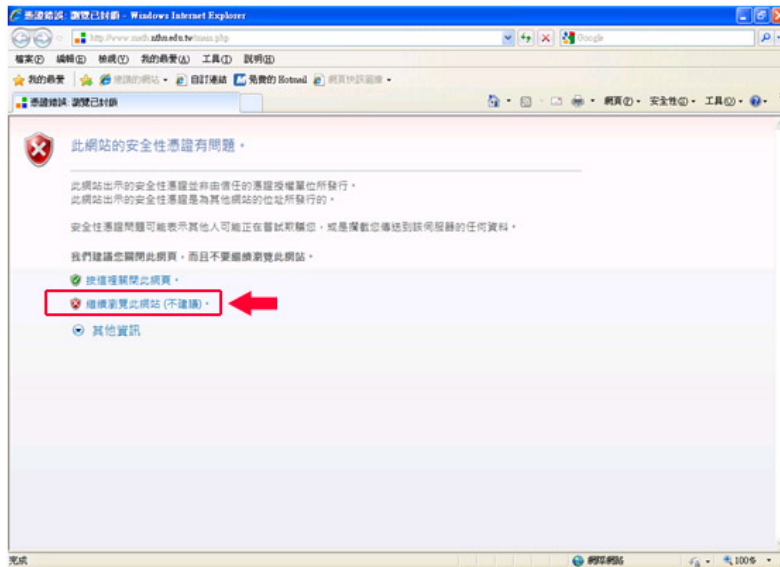 憑證錯誤: 瀏覽已封鎖 - Windows Internet Explorer
Google
檔案(F) 編輯(E) 檢視(V) 我的最愛(A) 工具(T) 說明(H)
我的最愛 自訂連結 免費的 Hotmail
憑證錯誤: 瀏覽已封鎖 網頁(P) 安全性(S) 工具(O)
此網站的安全性憑證有問題。
此網站出示的安全性憑證並非由信任的憑證授權單位所發行。
此網站出示的安全性憑證是為其他網站的位址所發行的。
安全性憑證問題可能表示其他人可能正在嘗試欺騙您，或是攔截您傳送到該伺服器的任何資料。
我們建議您關閉此網頁，而且不要繼續瀏覽此網站。
按這裡關閉此網頁。
繼續瀏覽此網站 (不建議)。
其他資訊
完成 網際網路 100%